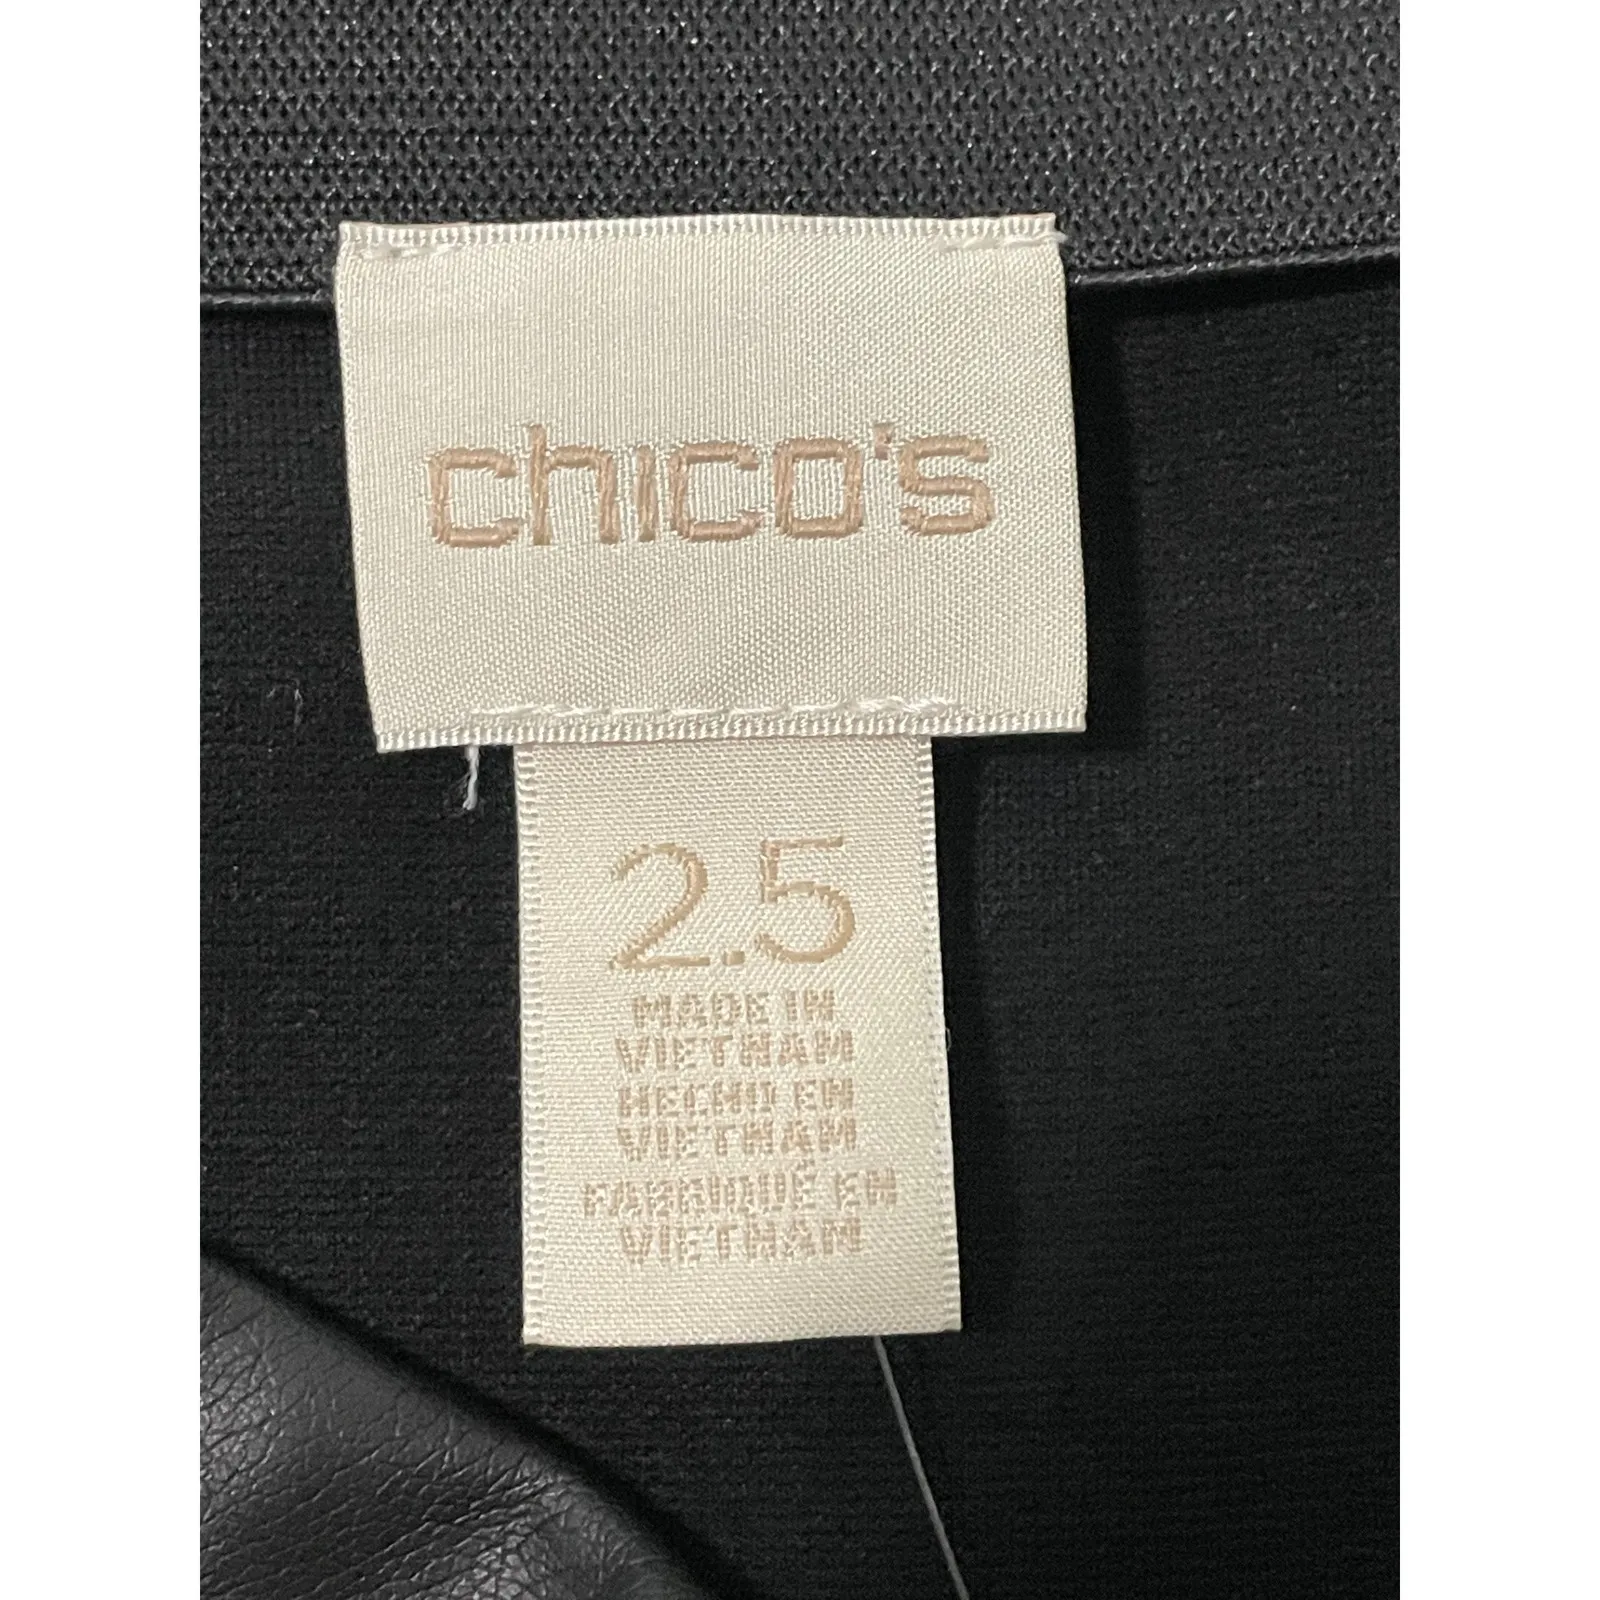 chico's
2.5
MADE IN
VIETNAM
HECHO EN
VIETNAM
FABRIQUÉ EN
VIETNAM